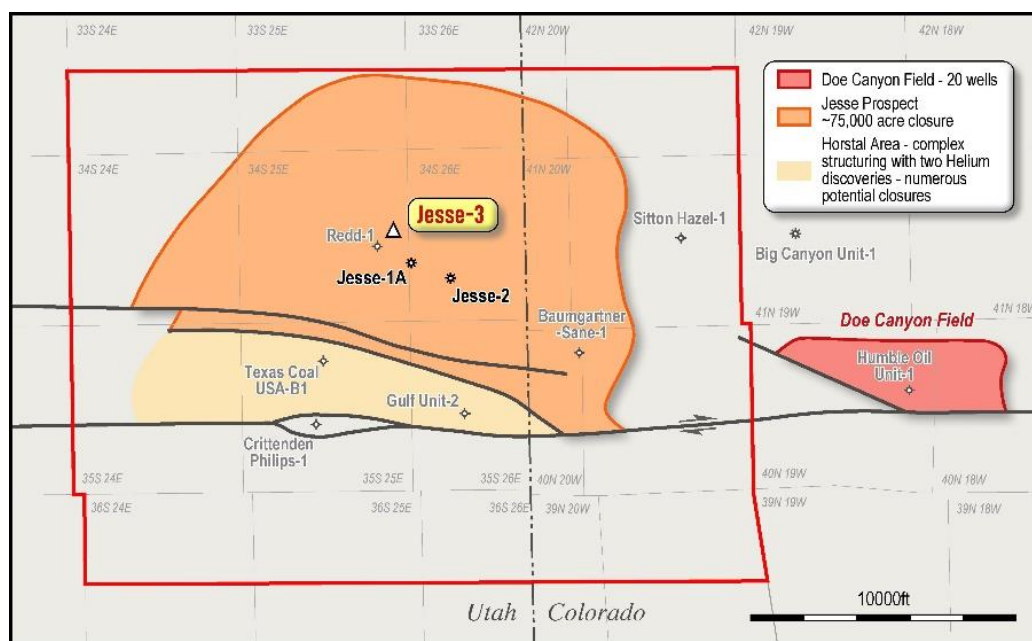 33S 24E
33S 25E
33S 26E
42N 20W
42N 19W
42N 18W
Doe Canyon Field - 20 wells
Jesse Prospect
~75,000 acre closure
Horstal Area - complex
structuring with two Helium
discoveries - numerous
potential closures
34S 24E
34S 25E
34S 26E
41N 20W
Jesse-3
Redd-1
Sitton Hazel-1
Big Canyon Unit-1
Jesse-1A
Jesse-2
Baumgartner
-Sane-1
41N 19W
41N 18W
Doe Canyon Field
Humble Oil
Unit-1
Texas Coal
USA-B1
Gulf Unit-2
Crittenden
Philips-1
35S 24E
35S 25E
35S 26E
40N 20W
40N 19W
40N 18W
36S 24E
36S 25E
36S 26E
39N 20W
39N 19W
39N 18W
Utah
Colorado
10000ft